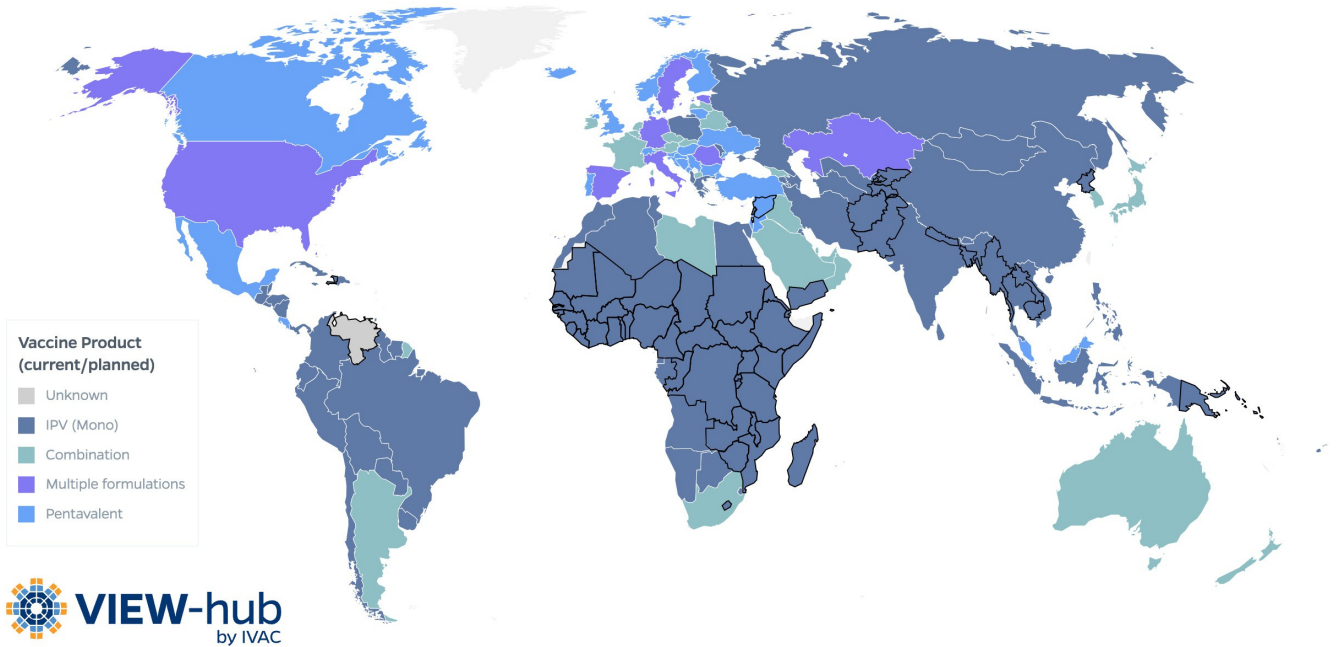 Vaccine Product
(current/planned)
Unknown
IPV (Mono)
Combination
Multiple formulations
Pentavalent
VIEW-hub
by IVAC